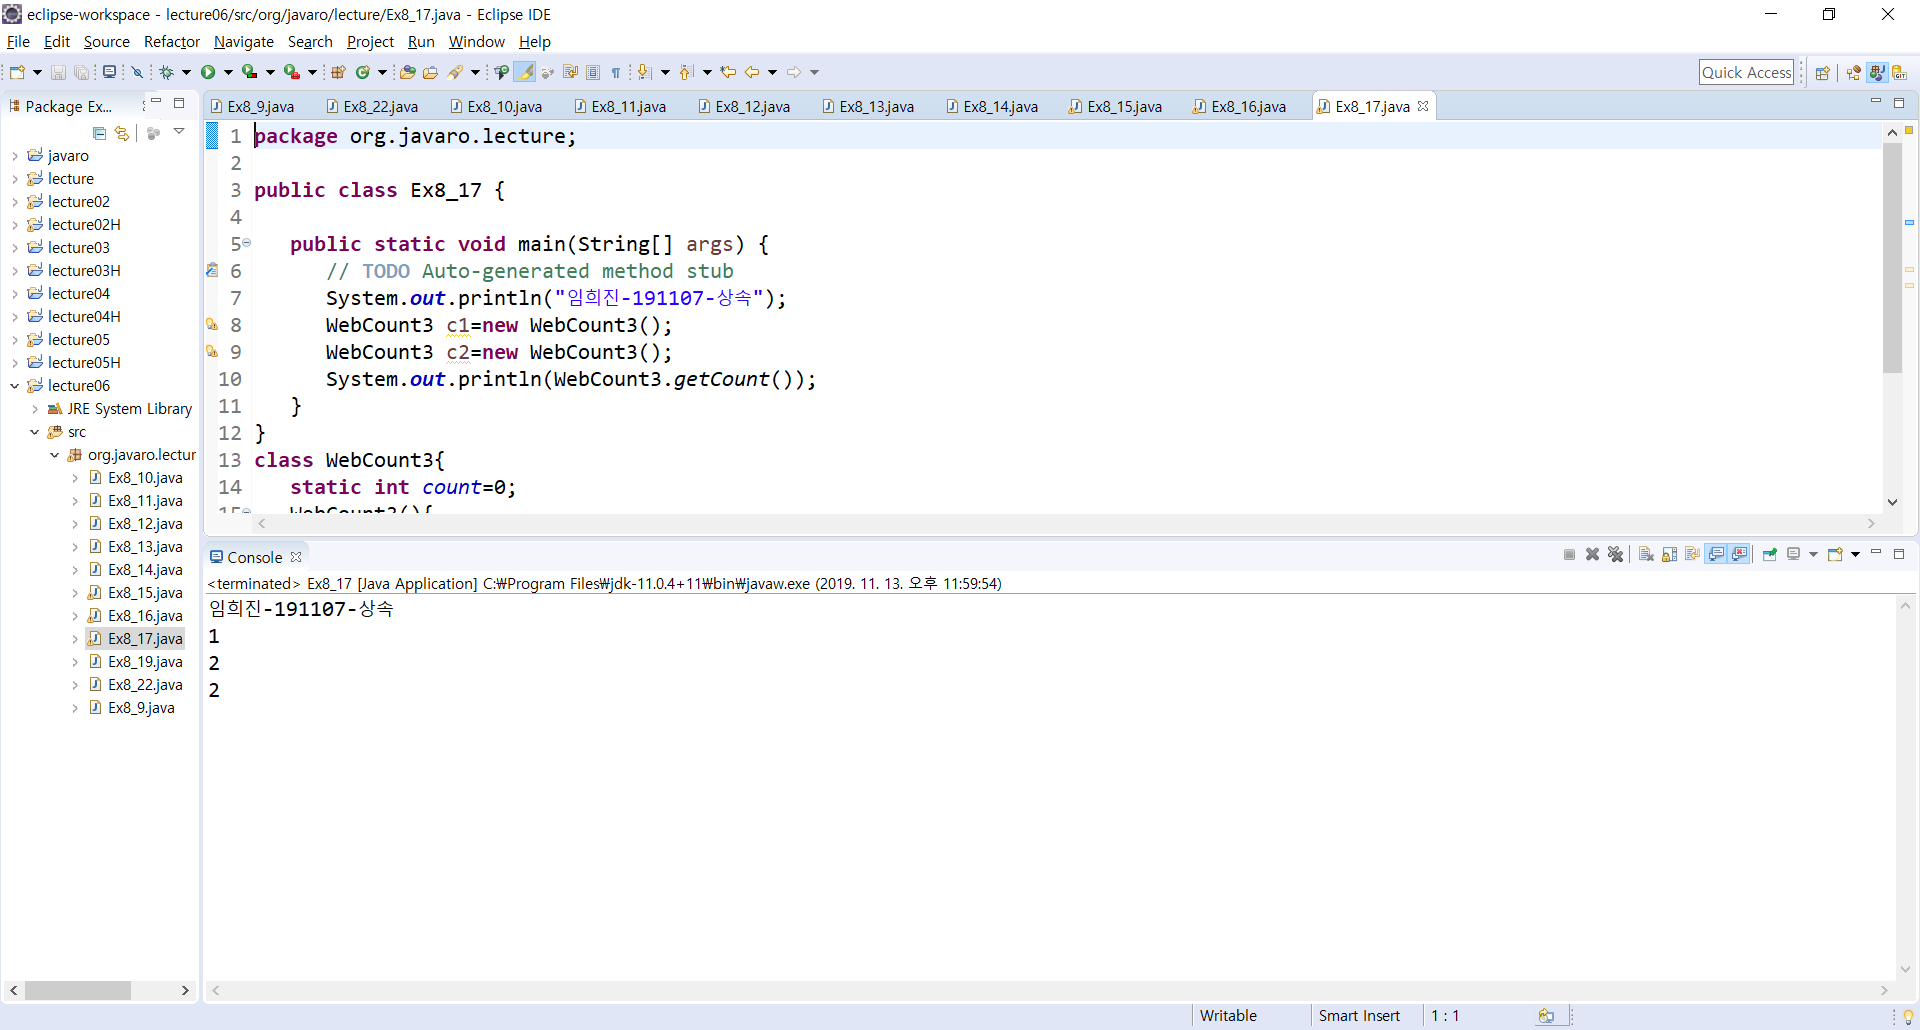 eclipse-workspace - lecture06/src/org/javaro/lecture/Ex8_17.java - Eclipse IDE
File Edit Source Refactor Navigate Search Project Run Window Help
Quick Access
Package Ex...
Ex8_9.java Ex8_22.java Ex8_10.java Ex8_11.java Ex8_12.java Ex8_13.java Ex8_14.java Ex8_15.java Ex8_16.java Ex8_17.java
javaro
lecture
lecture02
lecture02H
lecture03
lecture03H
lecture04
lecture04H
lecture05
lecture05H
lecture06
JRE System Library
src
org.javaro.lectur
Ex8_10.java
Ex8_11.java
Ex8_12.java
Ex8_13.java
Ex8_14.java
Ex8_15.java
Ex8_16.java
Ex8_17.java
Ex8_19.java
Ex8_22.java
Ex8_9.java
1 package org.javaro.lecture;
2
3 public class Ex8_17 {
4
5 public static void main(String[] args) {
6 // TODO Auto-generated method stub
7 System.out.println("임희진-191107-상속");
8 WebCount3 c1=new WebCount3();
9 WebCount3 c2=new WebCount3();
10 System.out.println(WebCount3.getCount());
11 }
12 }
13 class WebCount3{
14 static int count=0;
15 WebCount3(){
Console
<terminated> Ex8_17 [Java Application] C:₩Program Files₩jdk-11.0.4+11₩bin₩javaw.exe (2019. 11. 13. 오후 11:59:54)
임희진-191107-상속
1
2
2
Writable Smart Insert 1 : 1